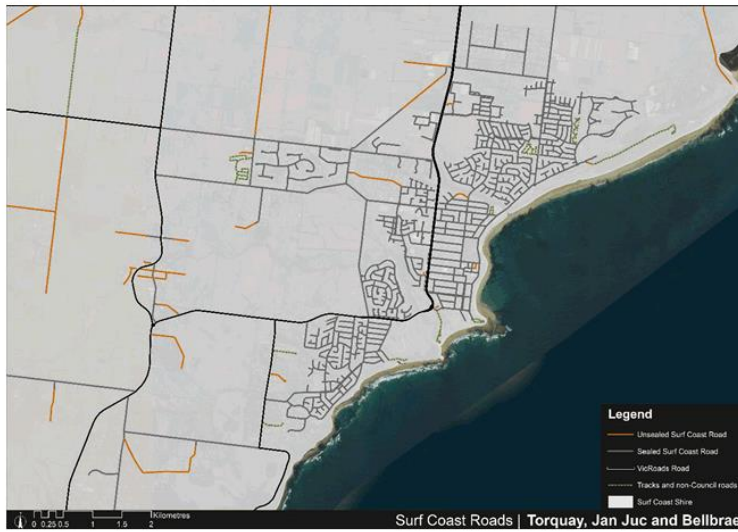 Legend
Unsealed Surf Coast Road
Sealed Surf Coast Road
VicRoads Road
Tracks and non-Council roads
Surf Coast Shire
0 0.25 0.5 1 1.5 2
Kilometres
Surf Coast Roads | Torquay, Jan Juc and Bellbrae